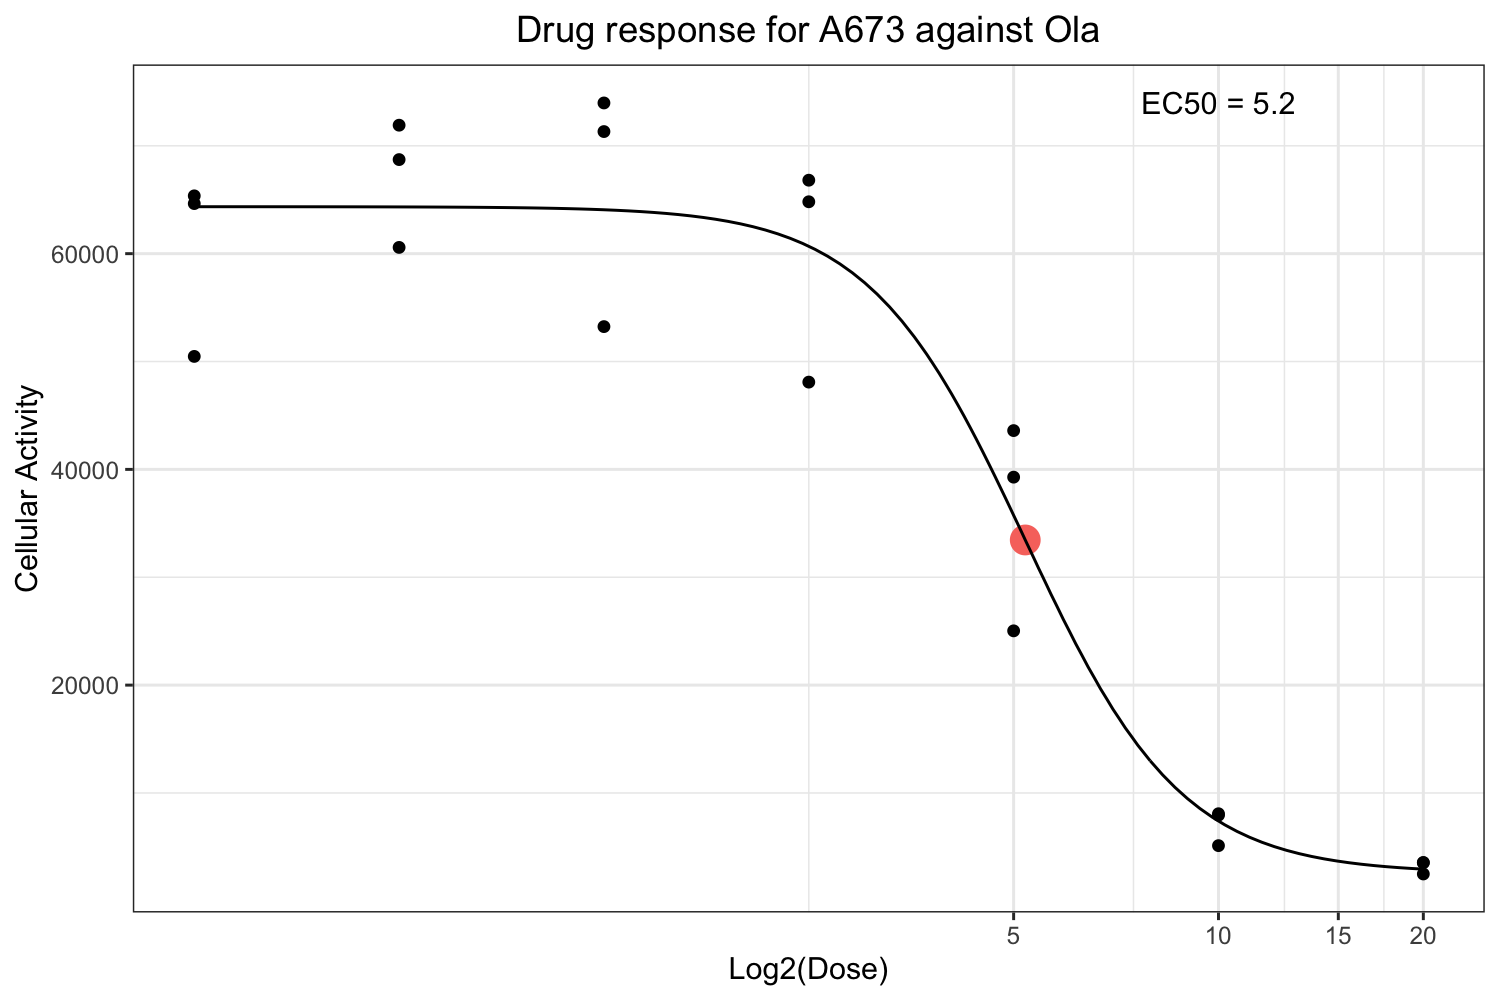 Drug response for A673 against Ola
EC50 = 5.2
Cellular Activity
60000
40000
20000
5 10 15 20
Log2(Dose)